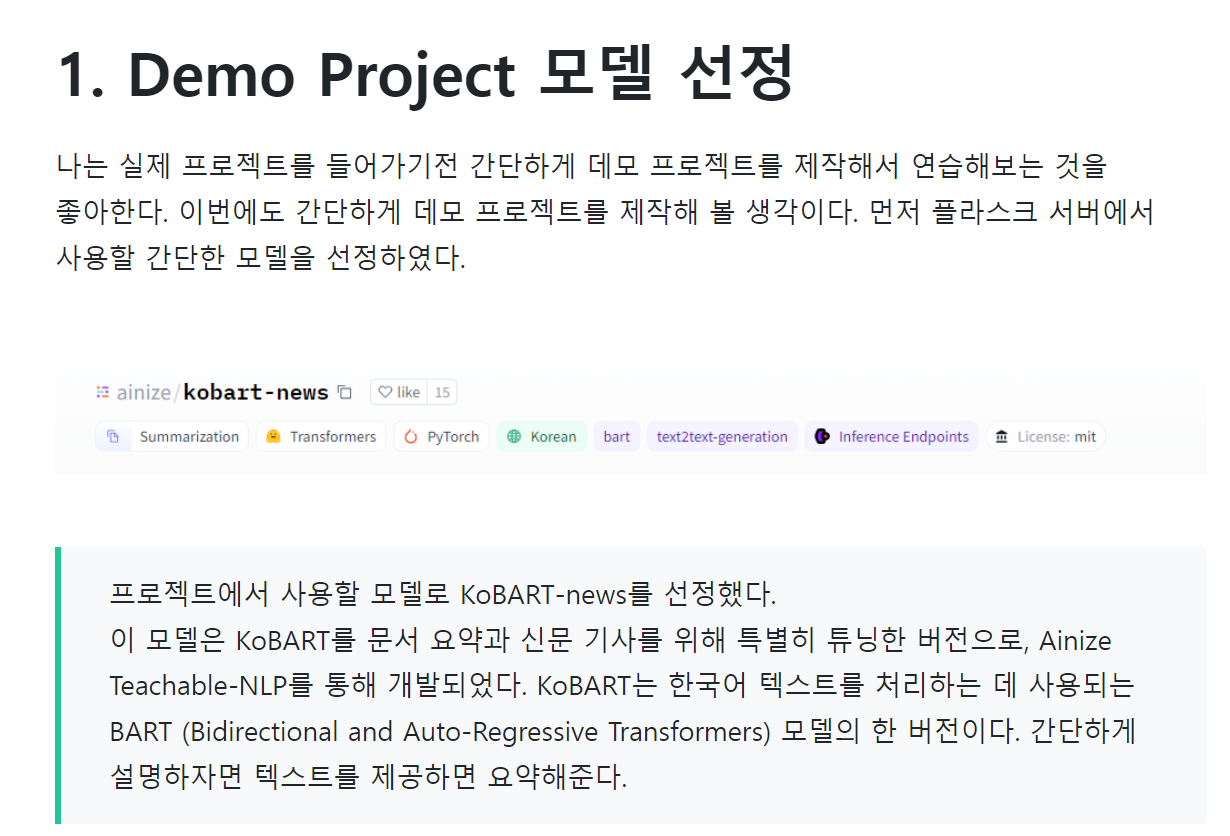 1. Demo Project 모델 선정
나는 실제 프로젝트를 들어가기전 간단하게 데모 프로젝트를 제작해서 연습해보는 것을
좋아한다. 이번에도 간단하게 데모 프로젝트를 제작해 볼 생각이다. 먼저 플라스크 서버에서
사용할 간단한 모델을 선정하였다.
ainize/kobart-news like 15
Summarization Transformers PyTorch Korean bart text2text-generation Inference Endpoints License: mit
프로젝트에서 사용할 모델로 KoBART-news를 선정했다.
이 모델은 KoBART를 문서 요약과 신문 기사를 위해 특별히 튜닝한 버전으로, Ainize
Teachable-NLP를 통해 개발되었다. KoBART는 한국어 텍스트를 처리하는 데 사용되는
BART (Bidirectional and Auto-Regressive Transformers) 모델의 한 버전이다. 간단하게
설명하자면 텍스트를 제공하면 요약해준다.